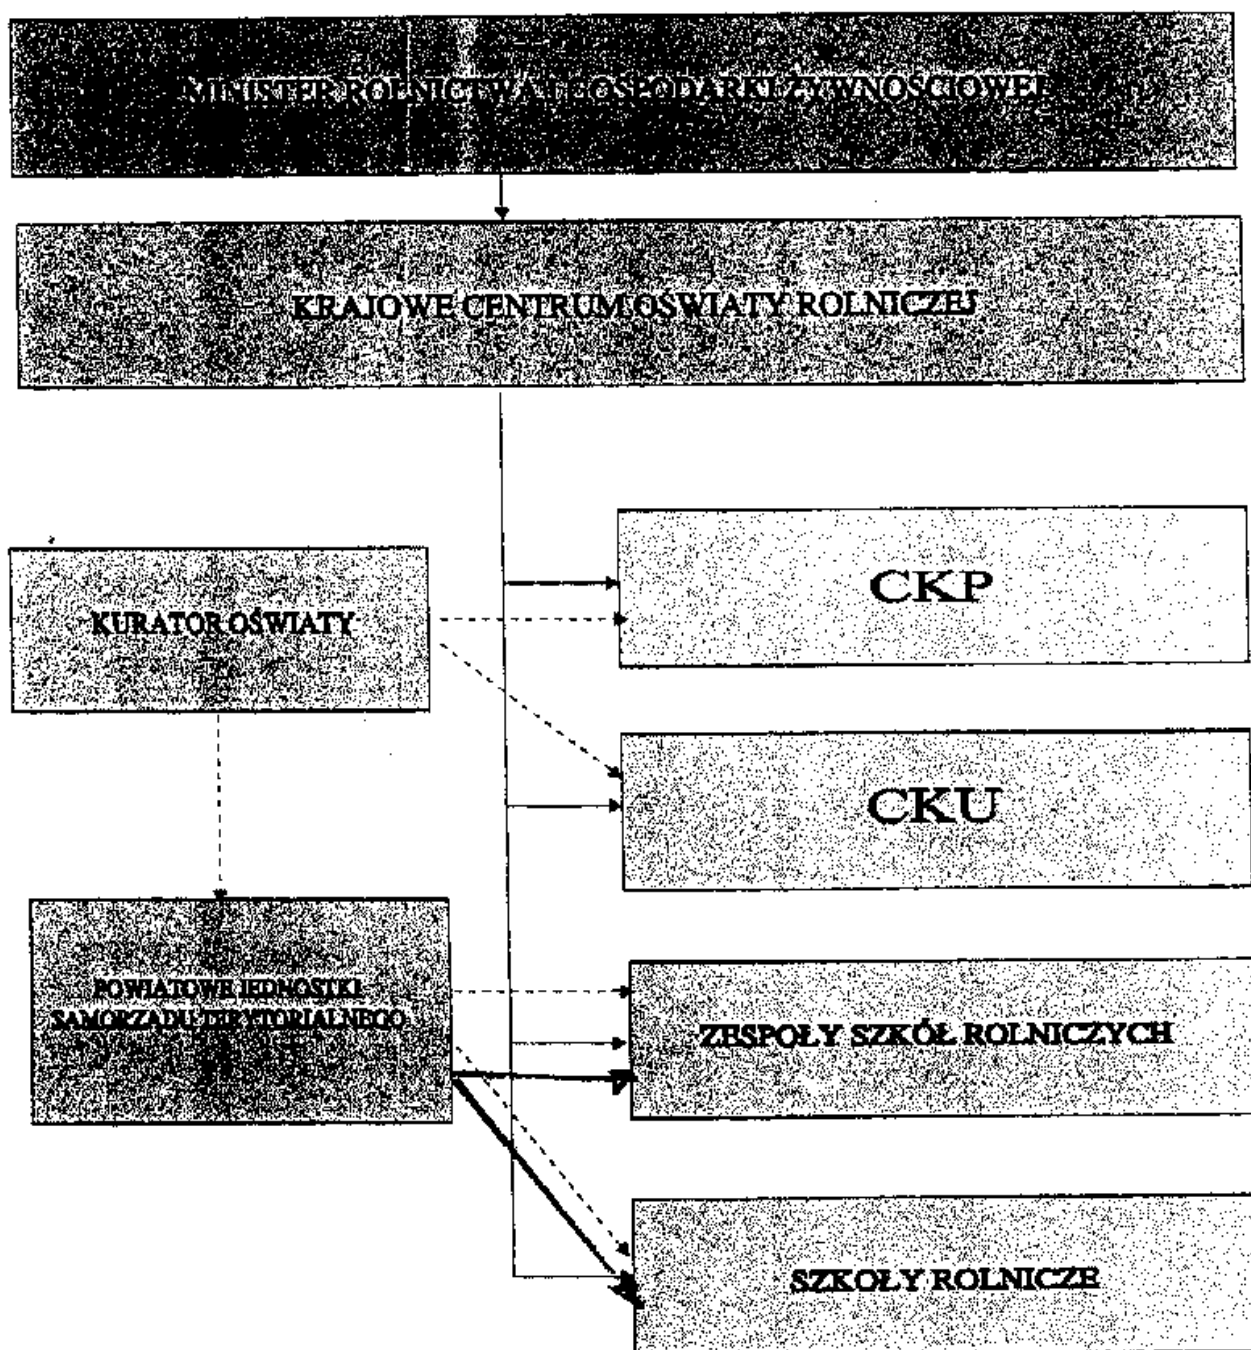 MINISTER ROLNICTWA I GOSPODARKI ŻYWNOŚCIOWEJ
KRAJOWE CENTRUM OŚWIATY ROLNICZEJ
CKP
KURATOR OŚWIATY
CKU
POWIATOWE JEDNOSTKI
SAMORZĄDU TERYTORIALNEGO
ZESPOŁY SZKÓŁ ROLNICZYCH
SZKOŁY ROLNICZE